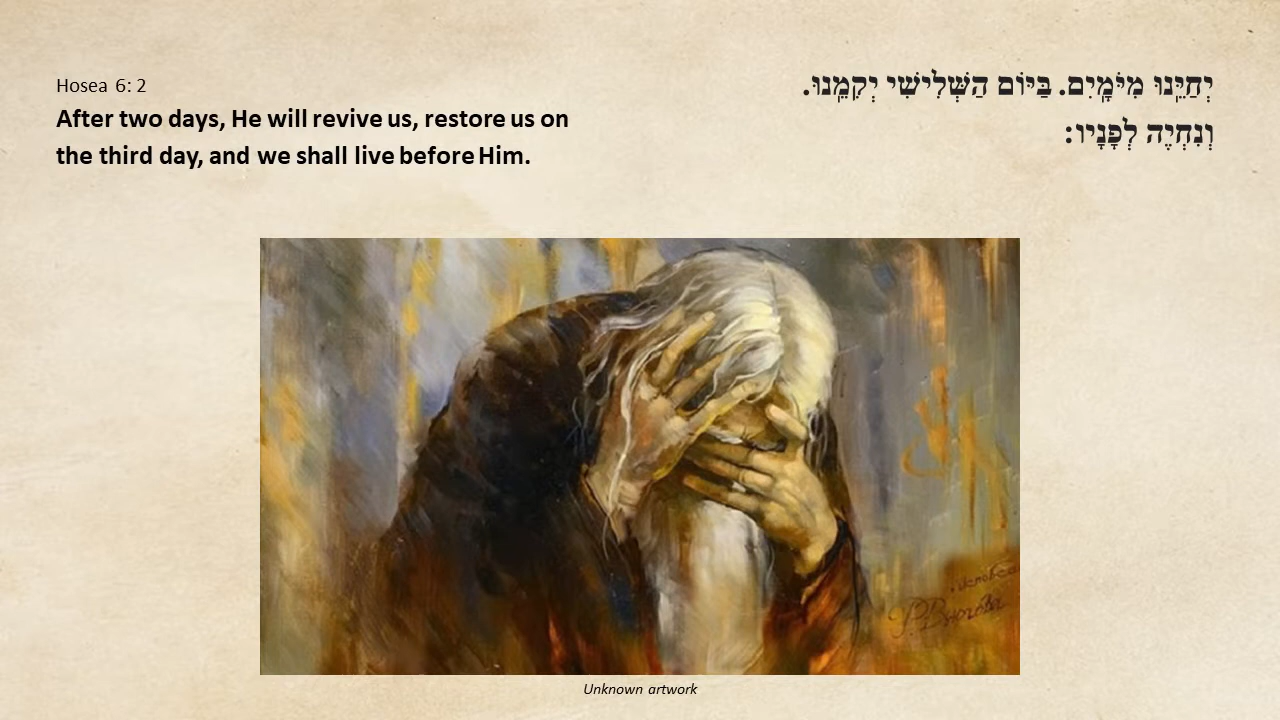 Hosea 6: 2
After two days, He will revive us, restore us on
the third day, and we shall live before Him.
יְחַיֵּנוּ מִיֹּמָיִם. בַּיּוֹם הַשְּׁלִישִׁי יְקִמֵנוּ.
וְנִחְיֶה לְפָנָיו:
Unknown artwork